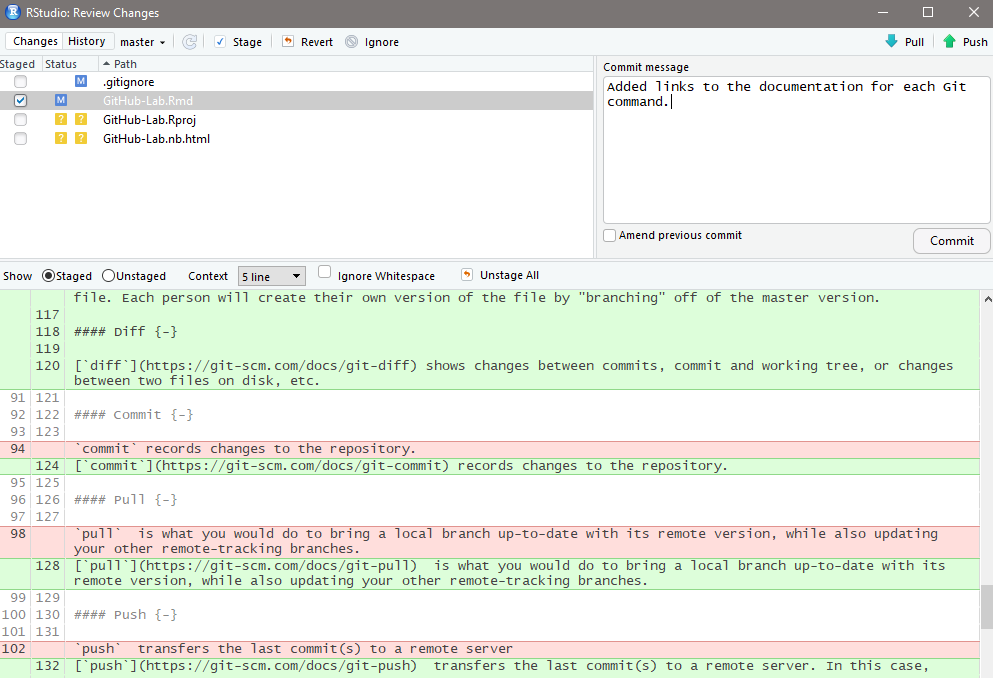 RStudio: Review Changes
Changes History master Stage Revert Ignore Pull Push
Staged Status Path
M .gitignore
M GitHub-Lab.Rmd
? ? GitHub-Lab.Rproj
? ? GitHub-Lab.nb.html
Commit message
Added links to the documentation for each Git
command.
Amend previous commit
Commit
Show Staged Unstaged Context 5 line Ignore Whitespace Unstage All
file. Each person will create their own version of the file by "branching" off of the master version.
117
118 #### Diff {-}
119
120 [`diff`](https://git-scm.com/docs/git-diff) shows changes between commits, commit and working tree, or changes
between two files on disk, etc.
91 121
92 122 #### Commit {-}
93 123
94 `commit` records changes to the repository.
124 [`commit`](https://git-scm.com/docs/git-commit) records changes to the repository.
95 125
96 126 #### Pull {-}
97 127
98 `pull`  is what you would do to bring a local branch up-to-date with its remote version, while also updating
your other remote-tracking branches.
128 [`pull`](https://git-scm.com/docs/git-pull)  is what you would do to bring a local branch up-to-date with its
remote version, while also updating your other remote-tracking branches.
99 129
100 130 #### Push {-}
101 131
102 `push`  transfers the last commit(s) to a remote server
132 [`push`](https://git-scm.com/docs/git-push)  transfers the last commit(s) to a remote server. In this case,